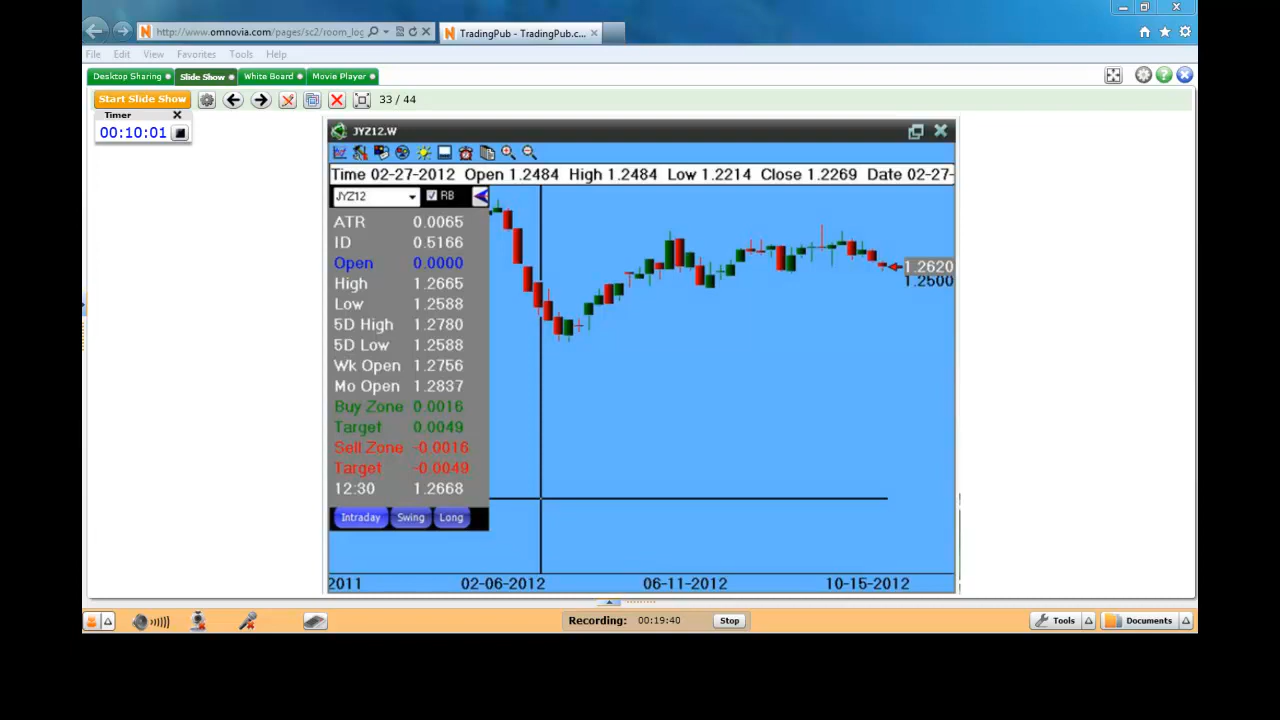 http://www.omnovia.com/pages/sc2/room_log
TradingPub - TradingPub.c...
File Edit View Favorites Tools Help
Desktop Sharing Slide Show White Board Movie Player
Start Slide Show 33 / 44
Timer
00:10:01
JYZ12.W
Time 02-27-2012 Open 1.2484 High 1.2484 Low 1.2214 Close 1.2269 Date 02-27-
JYZ12 RB
ATR 0.0065
ID 0.5166
Open 0.0000
High 1.2665
Low 1.2588
5D High 1.2780
5D Low 1.2588
Wk Open 1.2756
Mo Open 1.2837
Buy Zone 0.0016
Target 0.0049
Sell Zone -0.0016
Target -0.0049
12:30 1.2668
Intraday Swing Long
1.2620
1.2500
2011 02-06-2012 06-11-2012 10-15-2012
Recording: 00:19:40 Stop
Tools Documents